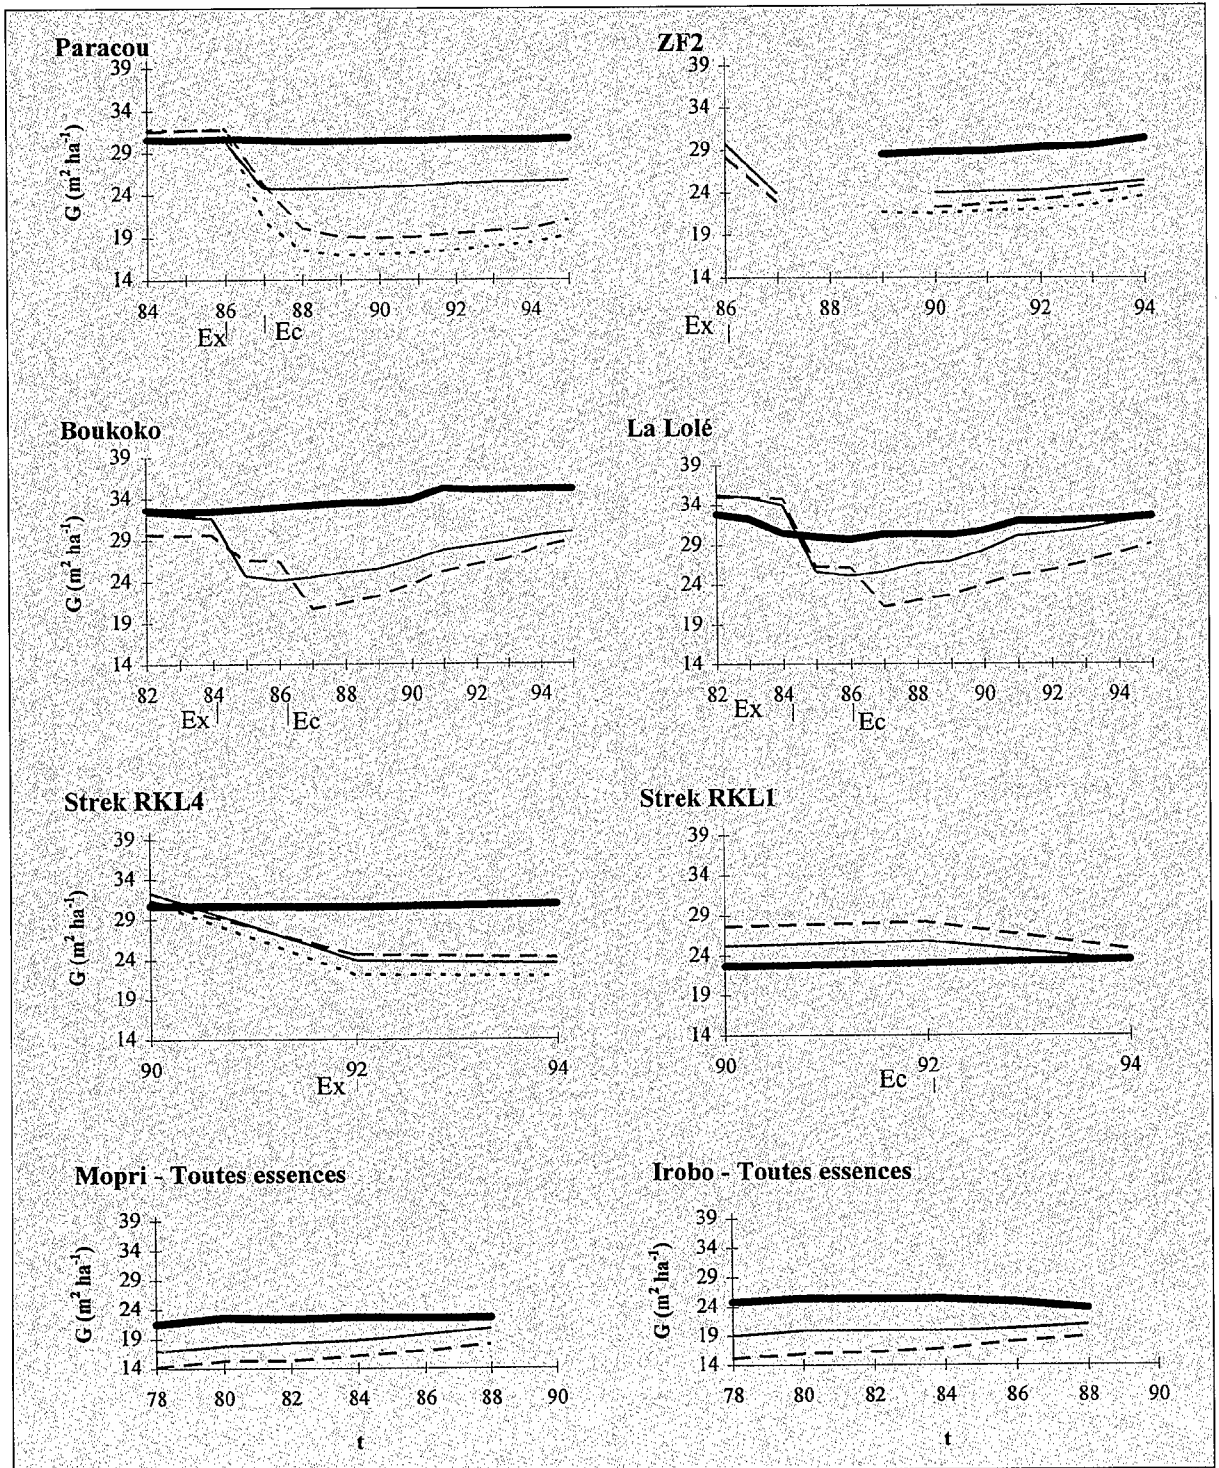 Paracou
39
34
29
24
19
14
G (m² ha⁻¹)
84 86 88 90 92 94
Ex Ec
ZF2
39
34
29
24
19
14
86 88 90 92 94
Ex
Boukoko
39
34
29
24
19
14
G (m² ha⁻¹)
82 84 86 88 90 92 94
Ex Ec
La Lolé
39
34
29
24
19
14
G (m² ha⁻¹)
82 84 86 88 90 92 94
Ex Ec
Strek RKL4
39
34
29
24
19
14
G (m² ha⁻¹)
90 92 94
Ex
Strek RKL1
39
34
29
24
19
14
90 92 94
Ec
Mopri - Toutes essences
39
34
29
24
19
14
G (m² ha⁻¹)
78 80 82 84 86 88 90
t
Irobo - Toutes essences
39
34
29
24
19
14
G (m² ha⁻¹)
78 80 82 84 86 88 90
t